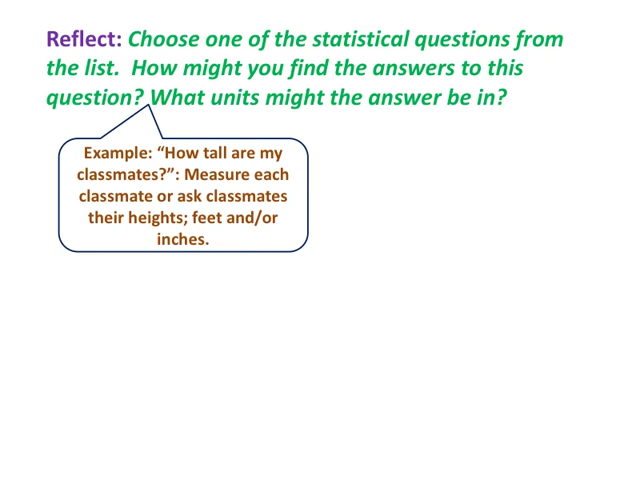 Reflect: Choose one of the statistical questions from
the list.  How might you find the answers to this
question? What units might the answer be in?
Example: “How tall are my
classmates?”: Measure each
classmate or ask classmates
their heights; feet and/or
inches.